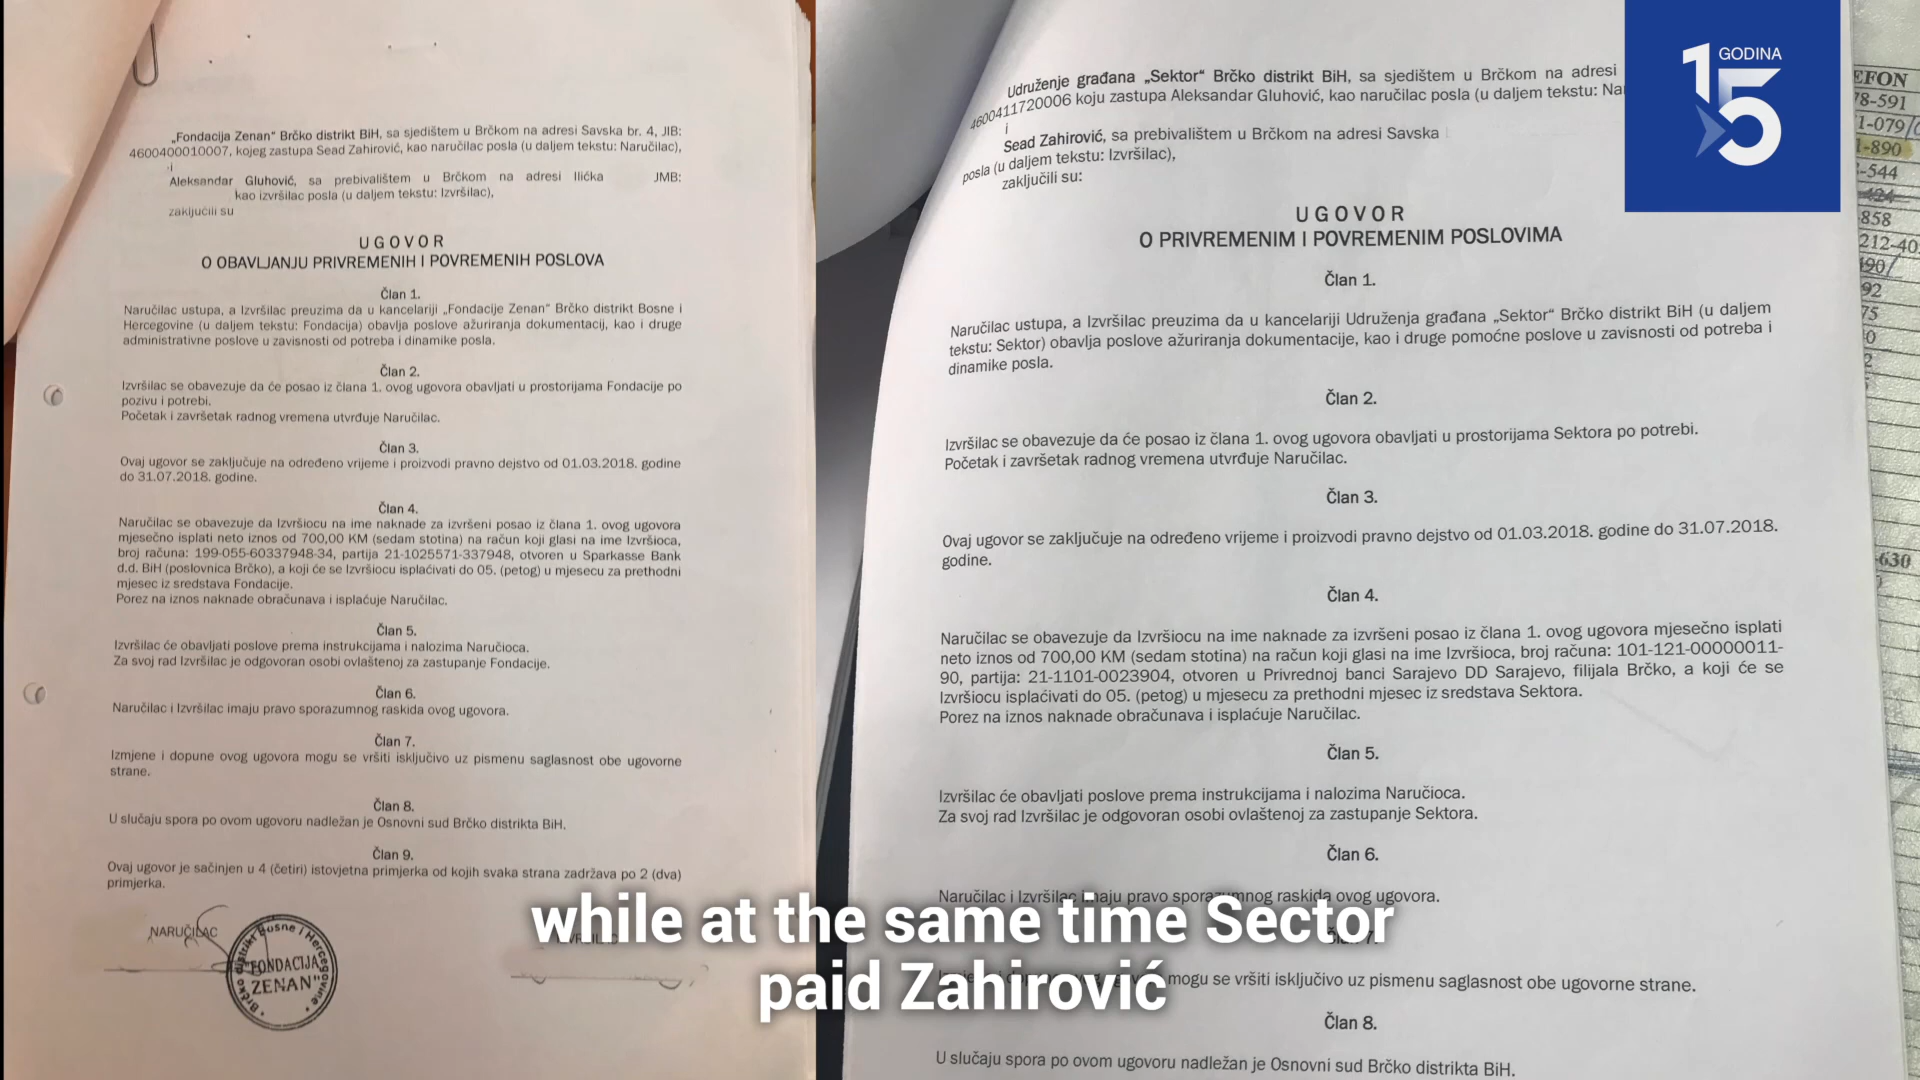 „Fondacija Zenan“ Brčko distrikt BiH, sa sjedištem u Brčkom na adresi Savska br. 4, JIB:
4600400010007, kojeg zastupa Sead Zahirović, kao naručilac posla (u daljem tekstu: Naručilac),
i
Aleksandar Gluhović, sa prebivalištem u Brčkom na adresi Ilićka JMB:
kao izvršilac posla (u daljem tekstu: Izvršilac),
zaključili su
UGOVOR
O OBAVLJANJU PRIVREMENIH I POVREMENIH POSLOVA
Član 1.
Naručilac ustupa, a Izvršilac preuzima da u kancelariji „Fondacije Zenan“ Brčko distrikt Bosne i
Hercegovine (u daljem tekstu: Fondacija) obavlja poslove ažuriranja dokumentacij, kao i druge
administrativne poslove u zavisnosti od potreba i dinamike posla.
Član 2.
Izvršilac se obavezuje da će posao iz člana 1. ovog ugovora obavljati u prostorijama Fondacije po
pozivu i potrebi.
Početak i završetak radnog vremena utvrđuje Naručilac.
Član 3.
Ovaj ugovor se zaključuje na određeno vrijeme i proizvodi pravno dejstvo od 01.03.2018. godine
do 31.07.2018. godine.
Član 4.
Naručilac se obavezuje da Izvršiocu na ime naknade za izvršeni posao iz člana 1. ovog ugovora
mjesečno isplati neto iznos od 700,00 KM (sedam stotina) na račun koji glasi na ime Izvršioca,
broj računa: 199-055-60337948-34, partija 21-1025571-337948, otvoren u Sparkasse Bank
d.d. BiH (poslovnica Brčko), a koji će se Izvršiocu isplaćivati do 05. (petog) u mjesecu za prethodni
mjesec iz sredstava Fondacije.
Porez na iznos naknade obračunava i isplaćuje Naručilac.
Član 5.
Izvršilac će obavljati poslove prema instrukcijama i nalozima Naručioca.
Za svoj rad Izvršilac je odgovoran osobi ovlaštenoj za zastupanje Fondacije.
Član 6.
Naručilac i Izvršilac imaju pravo sporazumnog raskida ovog ugovora.
Član 7.
Izmjene i dopune ovog ugovora mogu se vršiti isključivo uz pismenu saglasnost obe ugovorne
strane.
Član 8.
U slučaju spora po ovom ugovoru nadležan je Osnovni sud Brčko distrikta BiH.
Član 9.
Ovaj ugovor je sačinjen u 4 (četiri) istovjetna primjerka od kojih svaka strana zadržava po 2 (dva)
primjerka.
NARUČILAC
Brčko distrikt Bosne i Hercegovine
"FONDACIJA
ZENAN"
Udruženje građana „Sektor“ Brčko distrikt BiH, sa sjedištem u Brčkom na adresi
4600411720006 koju zastupa Aleksandar Gluhović, kao naručilac posla (u daljem tekstu:
i
Sead Zahirović, sa prebivalištem u Brčkom na adresi Savska
posla (u daljem tekstu: Izvršilac),
zaključili su:
UGOVOR
O PRIVREMENIM I POVREMENIM POSLOVIMA
Član 1.
Naručilac ustupa, a Izvršilac preuzima da u kancelariji Udruženja građana „Sektor“ Brčko distrikt BiH (u daljem
tekstu: Sektor) obavlja poslove ažuriranja dokumentacije, kao i druge pomoćne poslove u zavisnosti od potreba i
dinamike posla.
Član 2.
Izvršilac se obavezuje da će posao iz člana 1. ovog ugovora obavljati u prostorijama Sektora po potrebi.
Početak i završetak radnog vremena utvrđuje Naručilac.
Član 3.
Ovaj ugovor se zaključuje na određeno vrijeme i proizvodi pravno dejstvo od 01.03.2018. godine do 31.07.2018.
godine.
Član 4.
Naručilac se obavezuje da Izvršiocu na ime naknade za izvršeni posao iz člana 1. ovog ugovora mjesečno isplati
neto iznos od 700,00 KM (sedam stotina) na račun koji glasi na ime Izvršioca, broj računa: 101-121-00000011-
90, partija: 21-1101-0023904, otvoren u Privrednoj banci Sarajevo DD Sarajevo, filijala Brčko, a koji će se
Izvršiocu isplaćivati do 05. (petog) u mjesecu za prethodni mjesec iz sredstava Sektora.
Porez na iznos naknade obračunava i isplaćuje Naručilac.
Član 5.
Izvršilac će obavljati poslove prema instrukcijama i nalozima Naručioca.
Za svoj rad Izvršilac je odgovoran osobi ovlaštenoj za zastupanje Sektora.
Član 6.
Naručilac i Izvršilac imaju pravo sporazumnog raskida ovog ugovora.
mogu se vršiti isključivo uz pismenu saglasnost obe ugovorne strane.
Član 8.
U slučaju spora po ovom ugovoru nadležan je Osnovni sud Brčko distrikta BiH.
15 GODINA
EFON
78-591
1-079/
-890
-544
858
212-40
90/
92
75
-630
while at the same time Sector
paid Zahirović